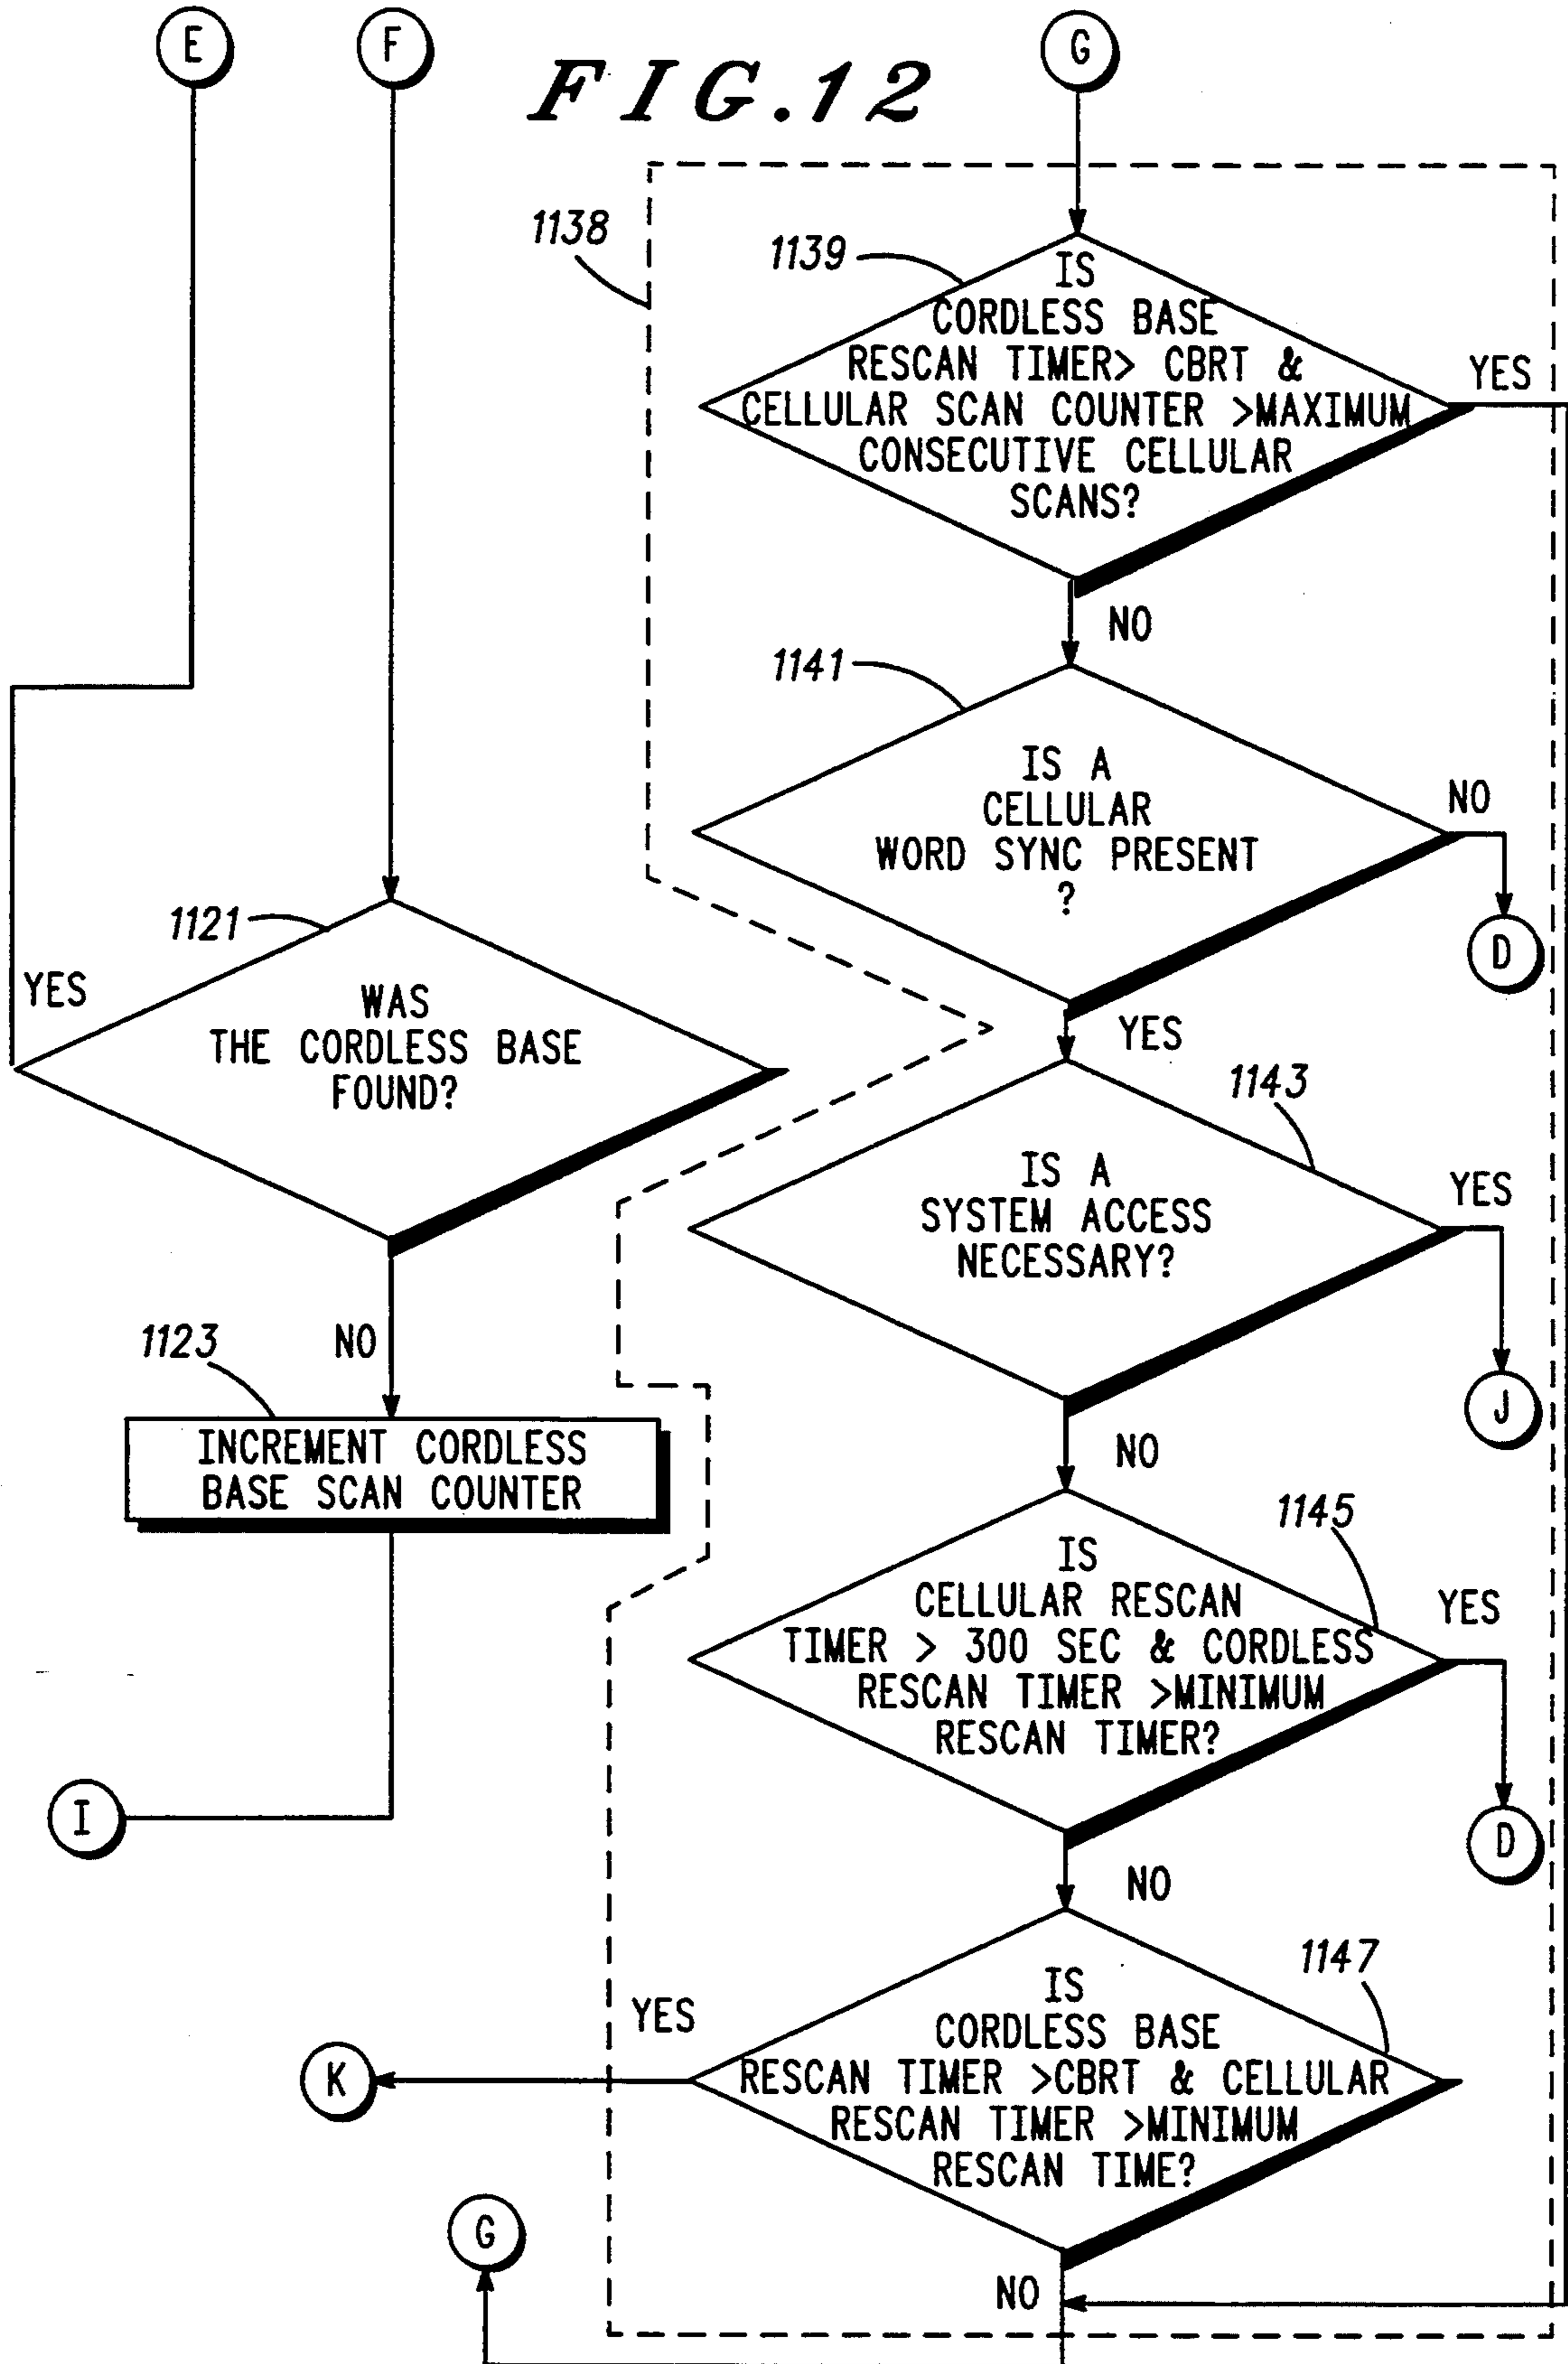 E
F
FIG.12
G
1138
1139
IS
CORDLESS BASE
RESCAN TIMER> CBRT &
CELLULAR SCAN COUNTER >MAXIMUM
CONSECUTIVE CELLULAR
SCANS?
YES
NO
1141
IS A
CELLULAR
WORD SYNC PRESENT
?
NO
D
YES
1121
YES
WAS
THE CORDLESS BASE
FOUND?
NO
1123
INCREMENT CORDLESS
BASE SCAN COUNTER
I
1143
IS A
SYSTEM ACCESS
NECESSARY?
YES
J
NO
1145
IS
CELLULAR RESCAN
TIMER > 300 SEC & CORDLESS
RESCAN TIMER >MINIMUM
RESCAN TIMER?
YES
D
NO
1147
IS
CORDLESS BASE
RESCAN TIMER >CBRT & CELLULAR
RESCAN TIMER >MINIMUM
RESCAN TIME?
YES
K
G
NO